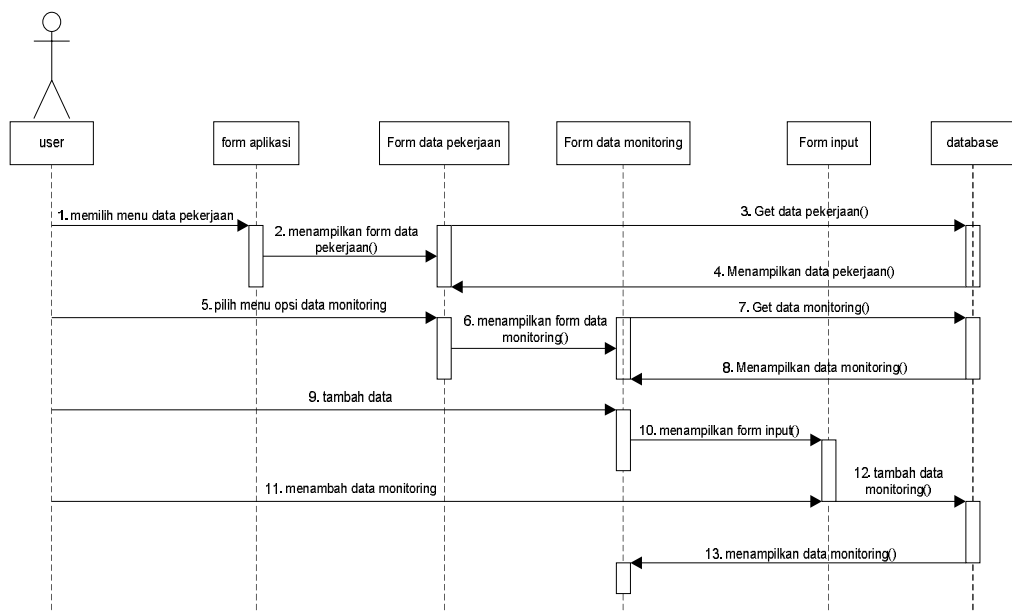 user
form aplikasi
Form data pekerjaan
Form data monitoring
Form input
database
1. memilih menu data pekerjaan
2. menampilkan form data
pekerjaan()
3. Get data pekerjaan()
4. Menampilkan data pekerjaan()
5. pilih menu opsi data monitoring
6. menampilkan form data
monitoring()
7. Get data monitoring()
8. Menampilkan data monitoring()
9. tambah data
10. menampilkan form input()
11. menambah data monitoring
12. tambah data
monitoring()
13. menampilkan data monitoring()